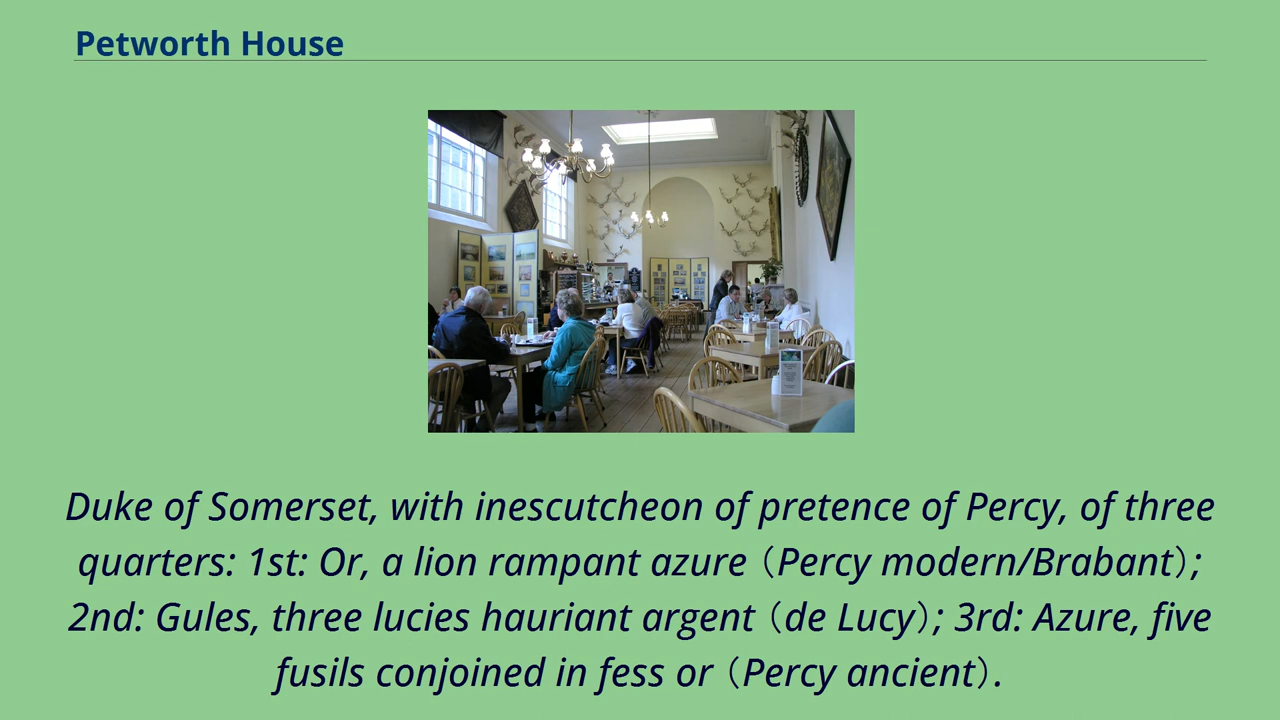 Petworth House
Duke of Somerset, with inescutcheon of pretence of Percy, of three
quarters: 1st: Or, a lion rampant azure (Percy modern/Brabant);
2nd: Gules, three lucies hauriant argent (de Lucy); 3rd: Azure, five
fusils conjoined in fess or (Percy ancient).